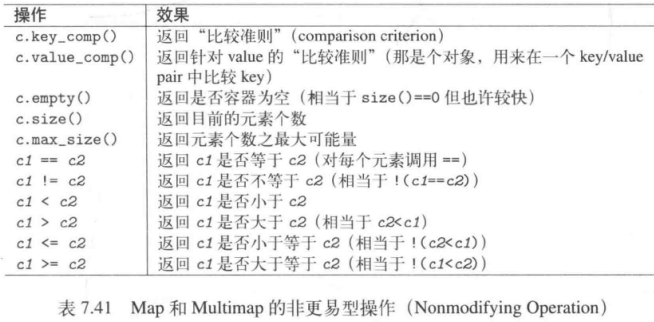 操作 效果
c.key_comp() 返回“比较准则”(comparison criterion)
c.value_comp() 返回针对 value 的“比较准则”(那是个对象,用来在一个 key/value
pair 中比较 key)
c.empty() 返回是否容器为空(相当于 size()==0 但也许较快)
c.size() 返回目前的元素个数
c.max_size() 返回元素个数之最大可能量
c1 == c2 返回 c1 是否等于 c2(对每个元素调用 ==)
c1 != c2 返回 c1 是否不等于 c2(相当于 !(c1==c2))
c1 < c2 返回 c1 是否小于 c2
c1 > c2 返回 c1 是否大于 c2(相当于 c2<c1)
c1 <= c2 返回 c1 是否小于等于 c2(相当于 !(c2<c1))
c1 >= c2 返回 c1 是否大于等于 c2(相当于 !(c1<c2))
表 7.41 Map 和 Multimap 的非更易型操作(Nonmodifying Operation)